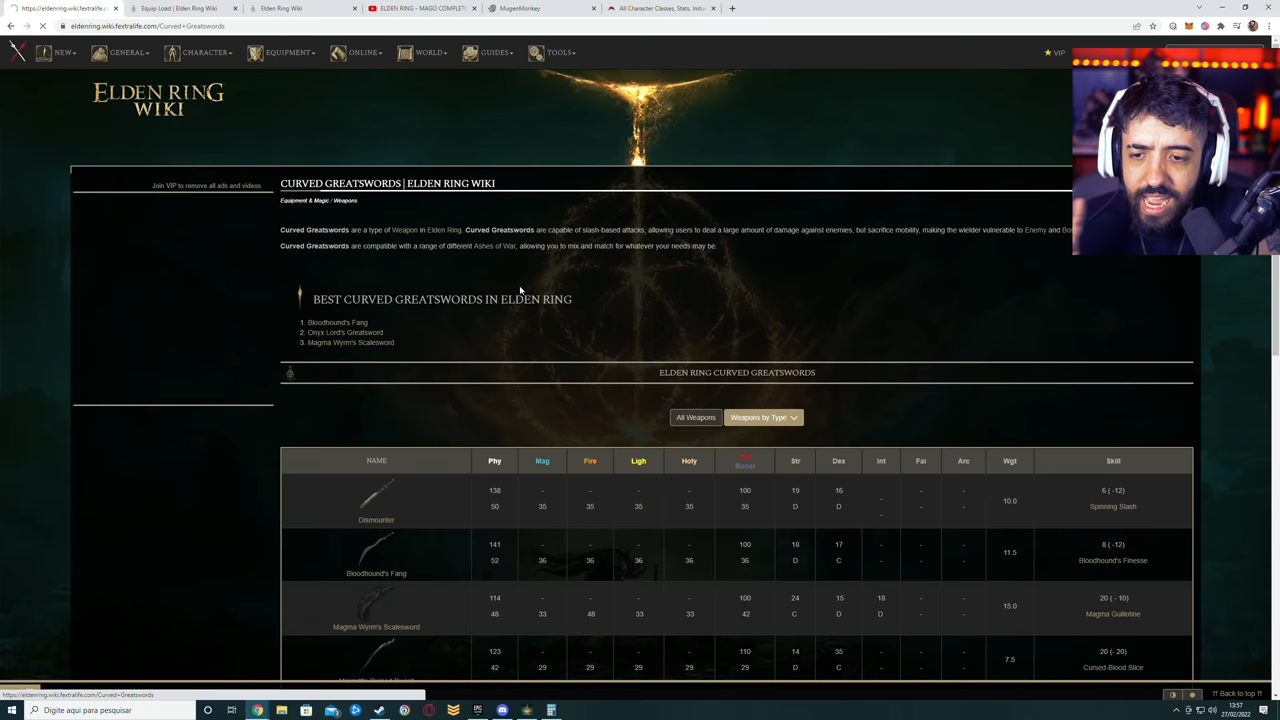 https://eldenring.wiki.fextralife.c
Equip Load | Elden Ring Wiki
Elden Ring Wiki
ELDEN RING - MAGO COMPLETO
MugenMonkey
All Character Classes, Stats, Initia
eldenring.wiki.fextralife.com/Curved+Greatswords
NEW
GENERAL
CHARACTER
EQUIPMENT
ONLINE
WORLD
GUIDES
TOOLS
VIP
ELDEN RING
WIKI
Join VIP to remove all ads and videos
CURVED GREATSWORDS | ELDEN RING WIKI
Equipment & Magic / Weapons
Curved Greatswords are a type of Weapon in Elden Ring. Curved Greatswords are capable of slash-based attacks, allowing users to deal a large amount of damage against enemies, but sacrifice mobility, making the wielder vulnerable to Enemy and
Curved Greatswords are compatible with a range of different Ashes of War, allowing you to mix and match for whatever your needs may be.
BEST CURVED GREATSWORDS IN ELDEN RING
1. Bloodhound's Fang
2. Onyx Lord's Greatsword
3. Magma Wyrm's Scalesword
ELDEN RING CURVED GREATSWORDS
All Weapons
Weapons by Type
NAME Phy Mag Fire Ligh Holy Boost Str Dex Int Fai Arc Wgt Skill
138 - - - - 100 19 16 - - - 10.0 6 (-12)
50 35 35 35 35 35 D D - - - Spinning Slash
Dismounter
141 - - - - 100 18 17 - - - 11.5 8 (-12)
52 36 36 36 36 36 D C - - - Bloodhound's Finesse
Bloodhound's Fang
114 - - - - 100 24 15 18 - - 15.0 20 ( - 10)
48 33 48 33 33 42 C D D - - Magma Guillotine
Magma Wyrm's Scalesword
123 - - - - 110 14 35 - - - 7.5 20 (- 20)
42 29 29 29 29 29 D C - - - Cursed-Blood Slice
https://eldenring.wiki.fextralife.com/Curved+Greatswords
!! Back to top !!
Digite aqui para pesquisar
13:57
27/02/2022